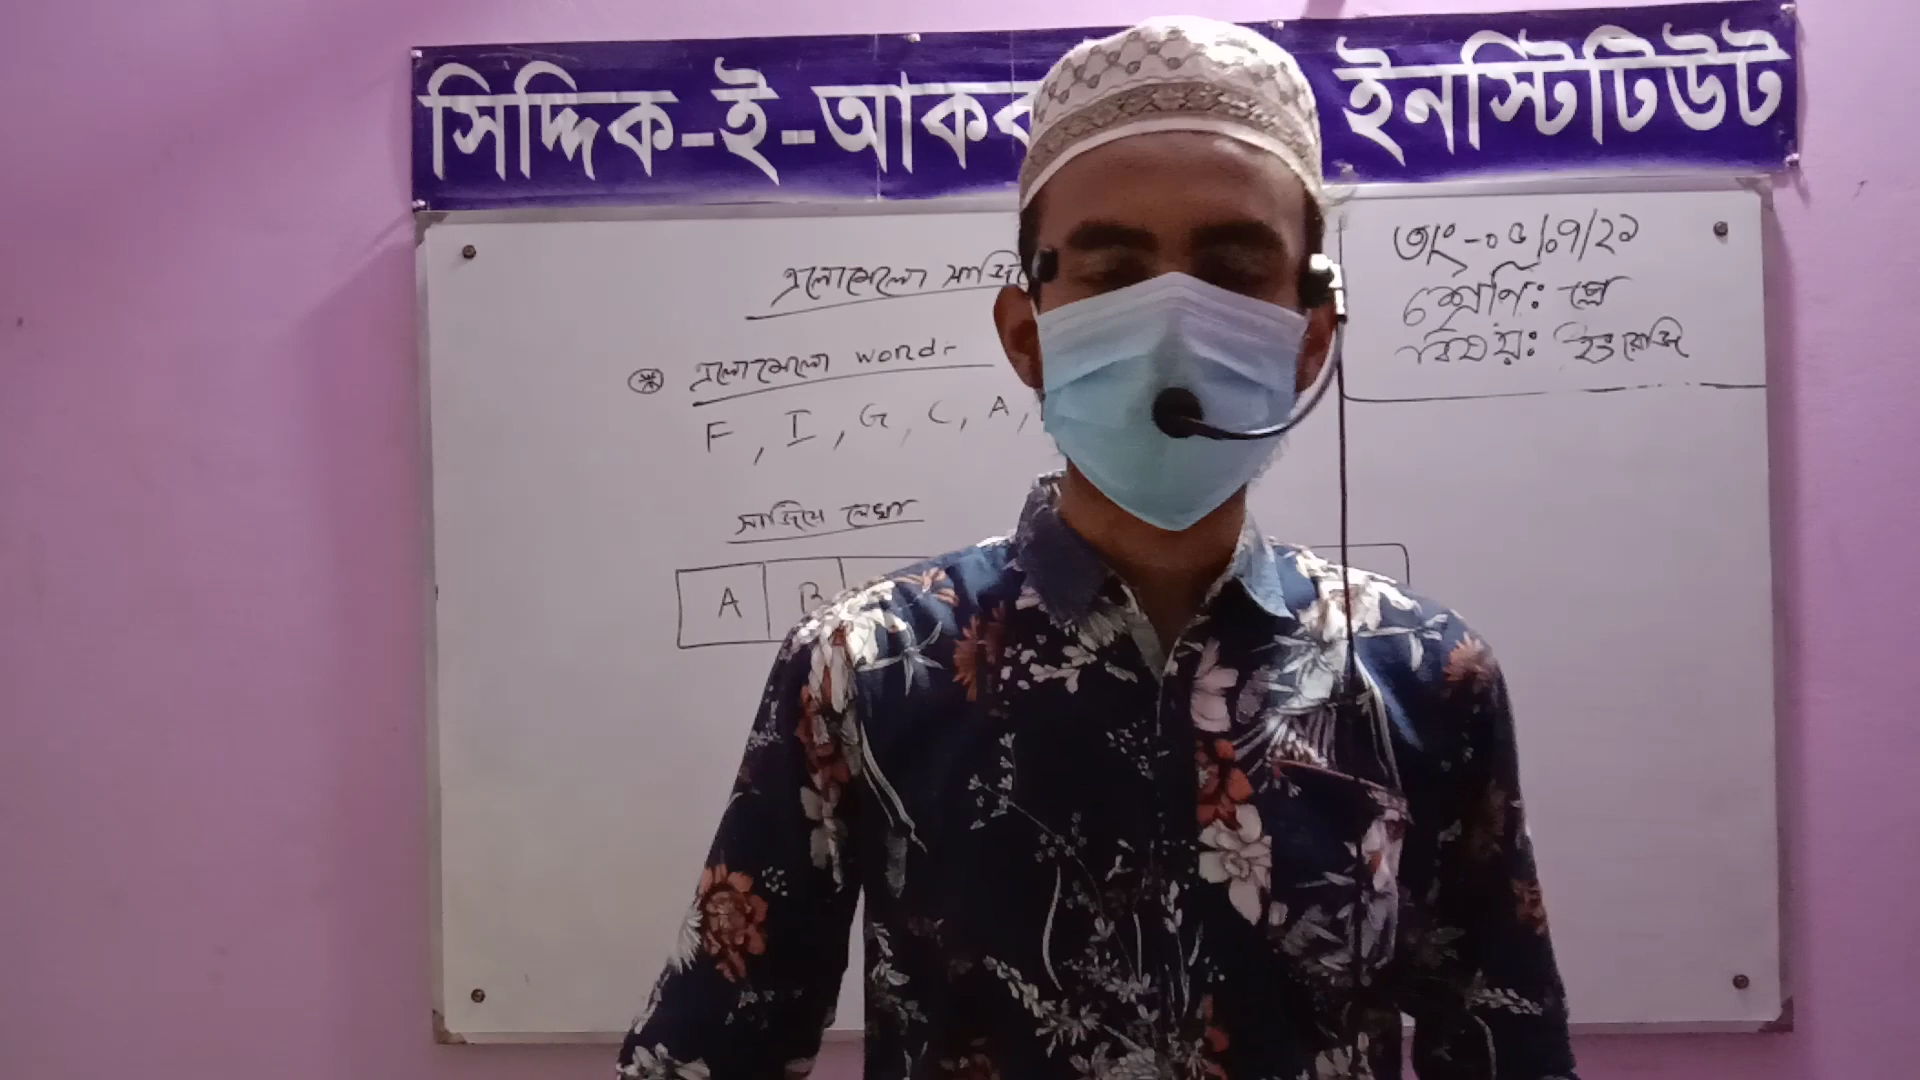 সিদ্দিক-ই-আকব ইনস্টিটিউট
তাং-০৫/০৭/২১
শ্রেণি: প্লে
বিষয়: ইংরেজি
এলোমেলো
এলোমেলো word:-
F, I, G, C, A,
সাজিয়ে লেখা
A B